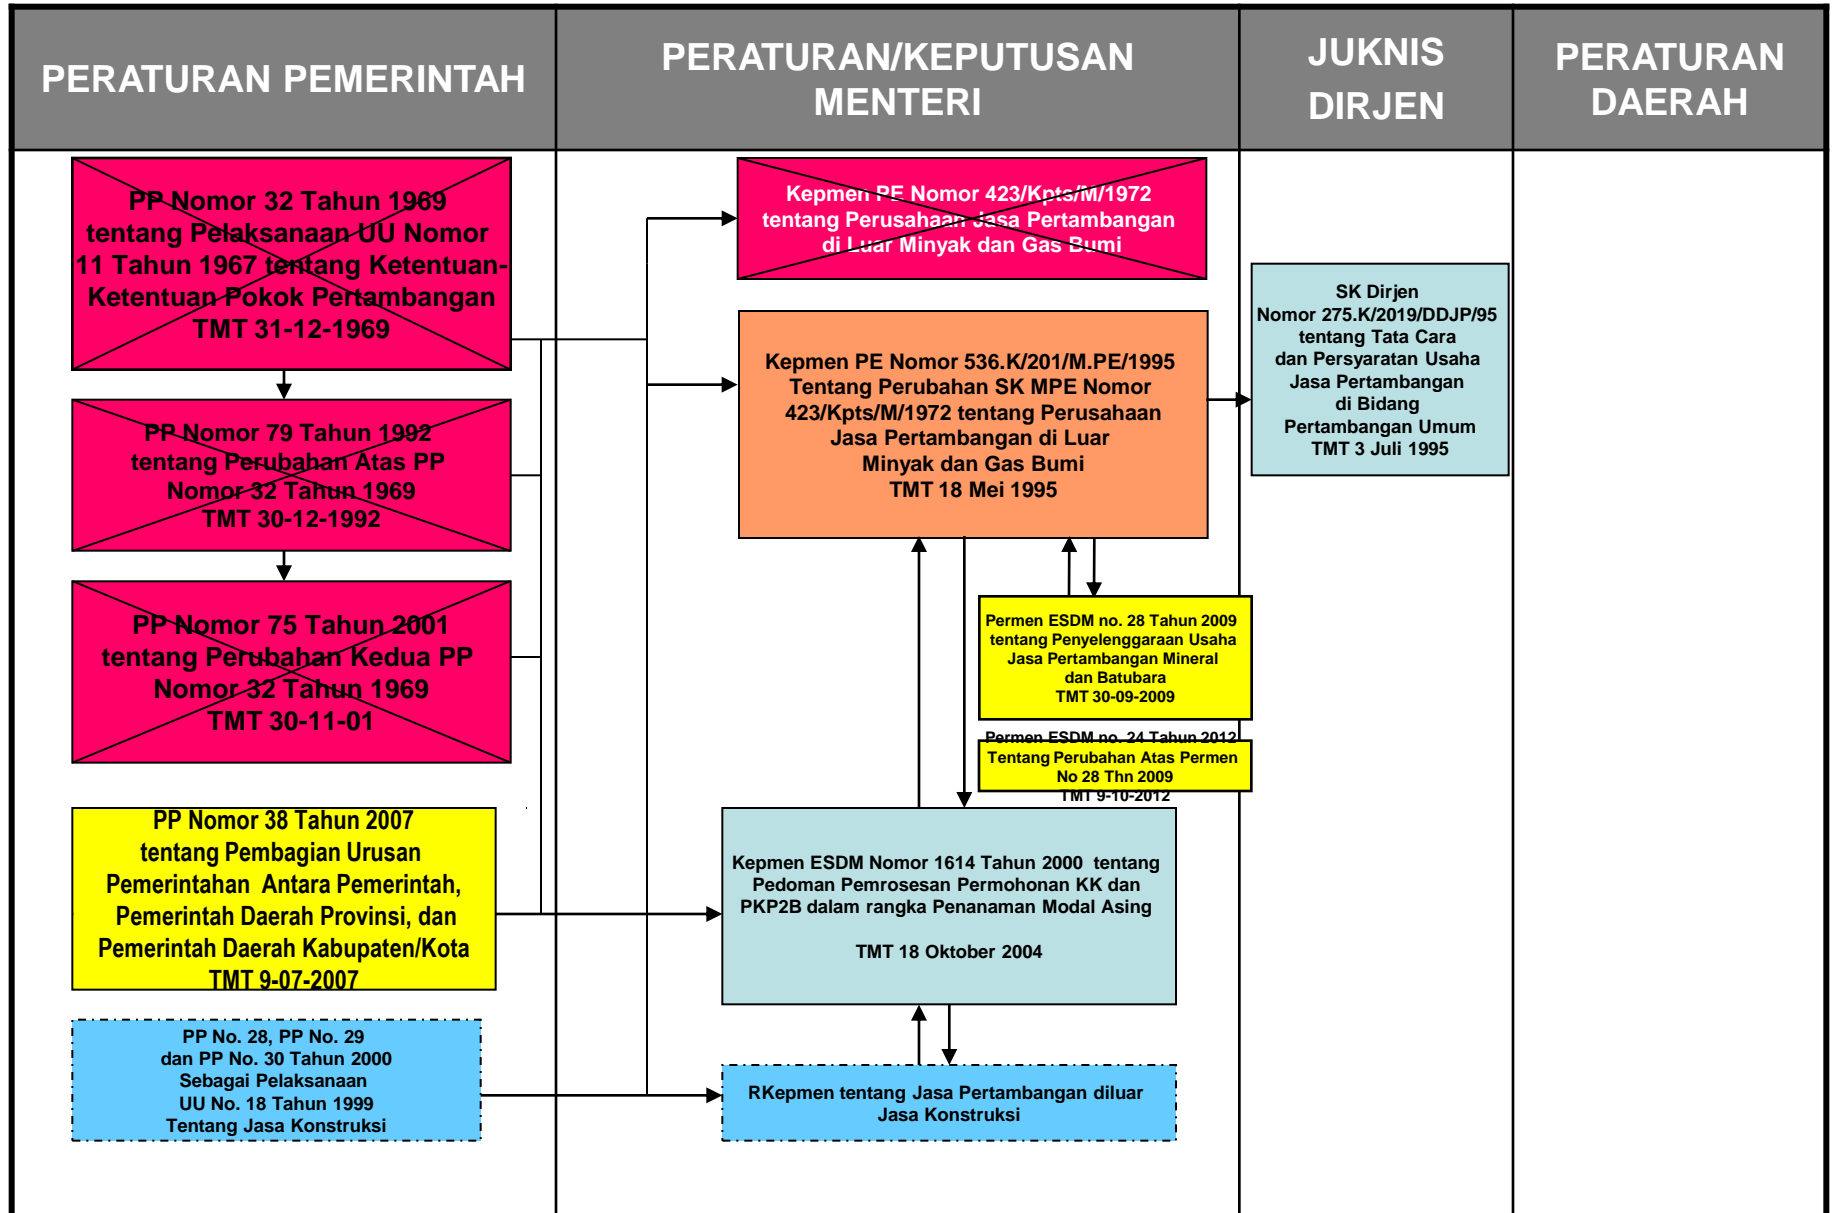 PERATURAN PEMERINTAH
PERATURAN/KEPUTUSAN
MENTERI
JUKNIS
DIRJEN
PERATURAN
DAERAH
PP Nomor 32 Tahun 1969
tentang Pelaksanaan UU Nomor
11 Tahun 1967 tentang Ketentuan-
Ketentuan Pokok Pertambangan
TMT 31-12-1969
PP Nomor 79 Tahun 1992
tentang Perubahan Atas PP
Nomor 32 Tahun 1969
TMT 30-12-1992
PP Nomor 75 Tahun 2001
tentang Perubahan Kedua PP
Nomor 32 Tahun 1969
TMT 30-11-01
PP Nomor 38 Tahun 2007
tentang Pembagian Urusan
Pemerintahan Antara Pemerintah,
Pemerintah Daerah Provinsi, dan
Pemerintah Daerah Kabupaten/Kota
TMT 9-07-2007
PP No. 28, PP No. 29
dan PP No. 30 Tahun 2000
Sebagai Pelaksanaan
UU No. 18 Tahun 1999
Tentang Jasa Konstruksi
Kepmen PE Nomor 423/Kpts/M/1972
tentang Perusahaan Jasa Pertambangan
di Luar Minyak dan Gas Bumi
Kepmen PE Nomor 536.K/201/M.PE/1995
Tentang Perubahan SK MPE Nomor
423/Kpts/M/1972 tentang Perusahaan
Jasa Pertambangan di Luar
Minyak dan Gas Bumi
TMT 18 Mei 1995
Permen ESDM no. 28 Tahun 2009
tentang Penyelenggaraan Usaha
Jasa Pertambangan Mineral
dan Batubara
TMT 30-09-2009
Permen ESDM no. 24 Tahun 2012
Tentang Perubahan Atas Permen
No 28 Thn 2009
TMT 9-10-2012
Kepmen ESDM Nomor 1614 Tahun 2000 tentang
Pedoman Pemrosesan Permohonan KK dan
PKP2B dalam rangka Penanaman Modal Asing
TMT 18 Oktober 2004
RKepmen tentang Jasa Pertambangan diluar
Jasa Konstruksi
SK Dirjen
Nomor 275.K/2019/DDJP/95
tentang Tata Cara
dan Persyaratan Usaha
Jasa Pertambangan
di Bidang
Pertambangan Umum
TMT 3 Juli 1995